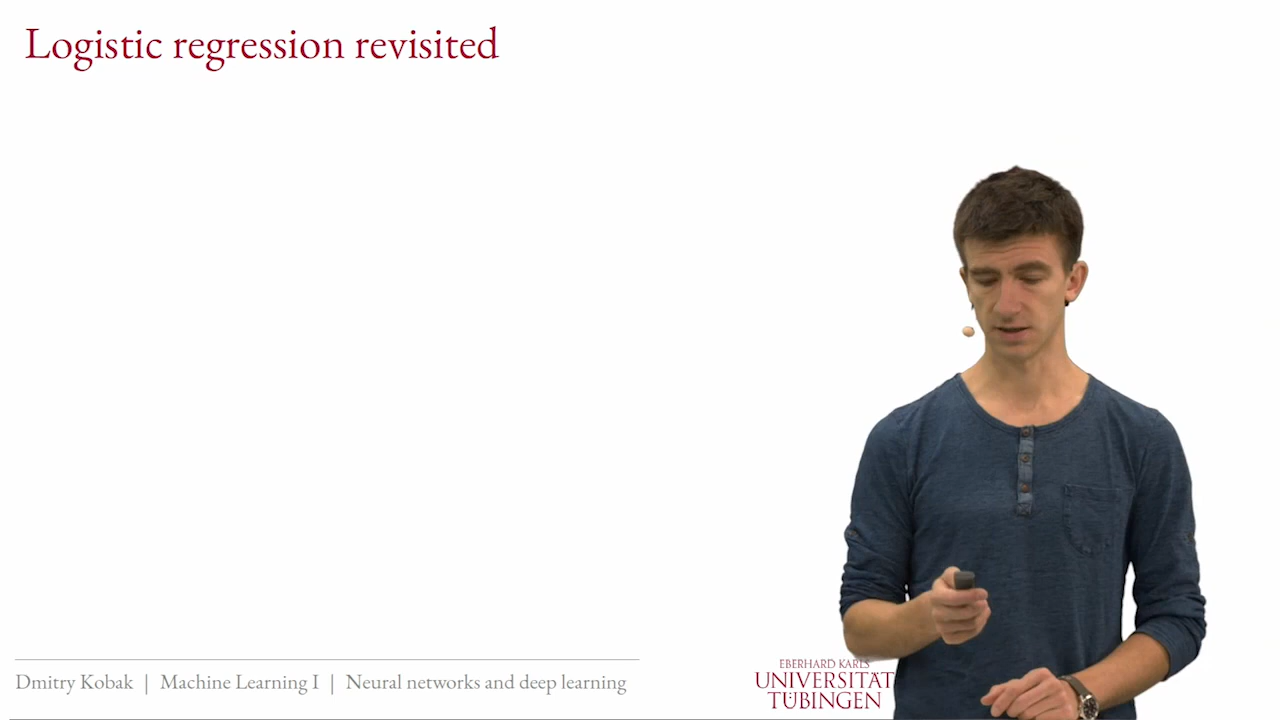 Logistic regression revisited
Dmitry Kobak | Machine Learning I | Neural networks and deep learning
EBERHARD KARLS
UNIVERSITÄT
TÜBINGEN